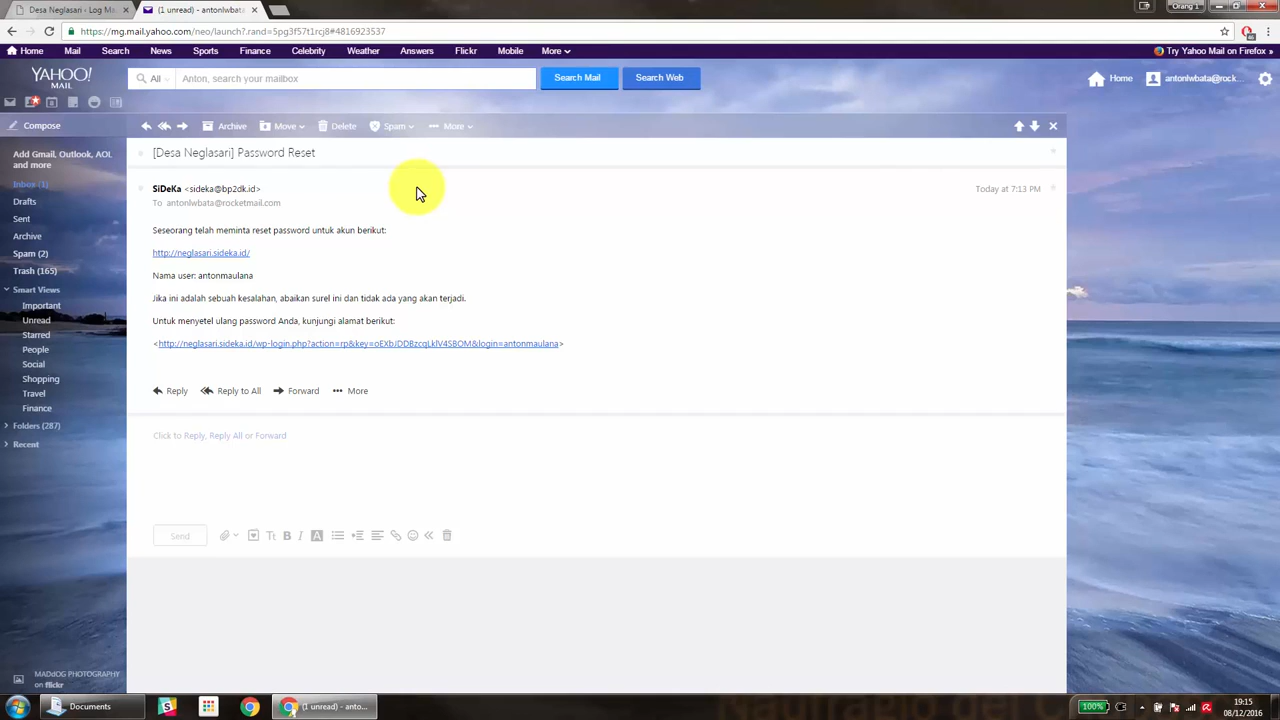 Desa Neglasari ‹ Log Ma
(1 unread) - antonlwbata
Orang 1
https://mg.mail.yahoo.com/neo/launch?.rand=5pg3f57t1rcj8#4816923537
46
Home Mail Search News Sports Finance Celebrity Weather Answers Flickr Mobile More
Try Yahoo Mail on Firefox »
YAHOO!
MAIL
All Anton, search your mailbox
Search Mail Search Web
Home antonlwbata@rock...
Compose
Archive Move Delete Spam More
Add Gmail, Outlook, AOL
and more
Inbox (1)
Drafts
Sent
Archive
Spam (2)
Trash (165)
Smart Views
Important
Unread
Starred
People
Social
Shopping
Travel
Finance
Folders (287)
Recent
[Desa Neglasari] Password Reset
SiDeKa <sideka@bp2dk.id>
Today at 7:13 PM
To antonlwbata@rocketmail.com
Seseorang telah meminta reset password untuk akun berikut:
http://neglasari.sideka.id/
Nama user: antonmaulana
Jika ini adalah sebuah kesalahan, abaikan surel ini dan tidak ada yang akan terjadi.
Untuk menyetel ulang password Anda, kunjungi alamat berikut:
<http://neglasari.sideka.id/wp-login.php?action=rp&key=oEXbJDDBzcqLklV4SBOM&login=antonmaulana>
Reply Reply to All Forward More
Click to Reply, Reply All or Forward
Send
Tt B I A
MADdOG PHOTOGRAPHY
on flickr
Documents
(1 unread) - anto...
100%
19:15
08/12/2016